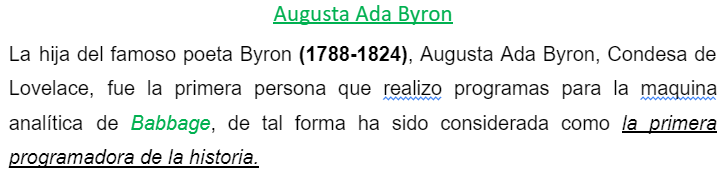 Augusta Ada Byron
La hija del famoso poeta Byron (1788-1824), Augusta Ada Byron, Condesa de
Lovelace, fue la primera persona que realizo programas para la maquina
analítica de Babbage, de tal forma ha sido considerada como la primera
programadora de la historia.